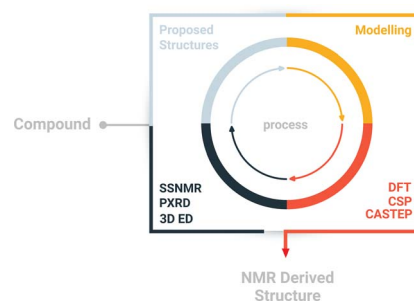 Proposed
Structures
Modelling
Compound
process
SSNMR
PXRD
3D ED
DFT
CSP
CASTEP
NMR Derived
Structure